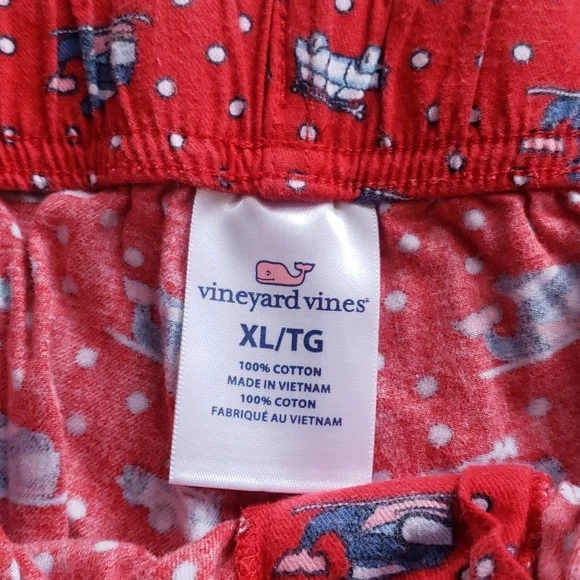 vineyard vines®
XL/TG
100% COTTON
MADE IN VIETNAM
100% COTON
FABRIQUÉ AU VIETNAM